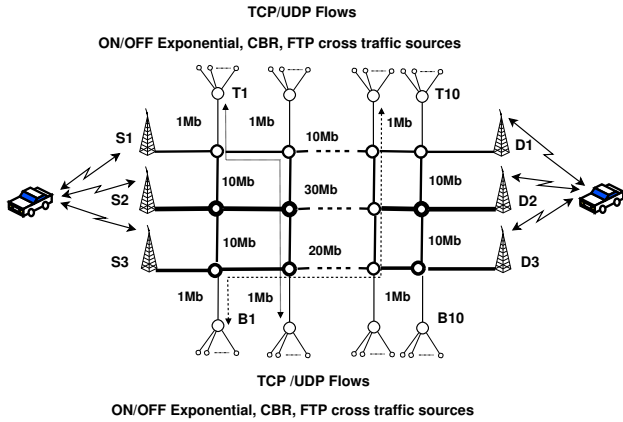 TCP/UDP Flows
ON/OFF Exponential, CBR, FTP cross traffic sources
T1 T10
1Mb 1Mb 1Mb
S1 10Mb D1
10Mb 30Mb 10Mb
S2 D2
10Mb 20Mb 10Mb
S3 D3
1Mb 1Mb 1Mb
B1 B10
TCP /UDP Flows
ON/OFF Exponential, CBR, FTP cross traffic sources